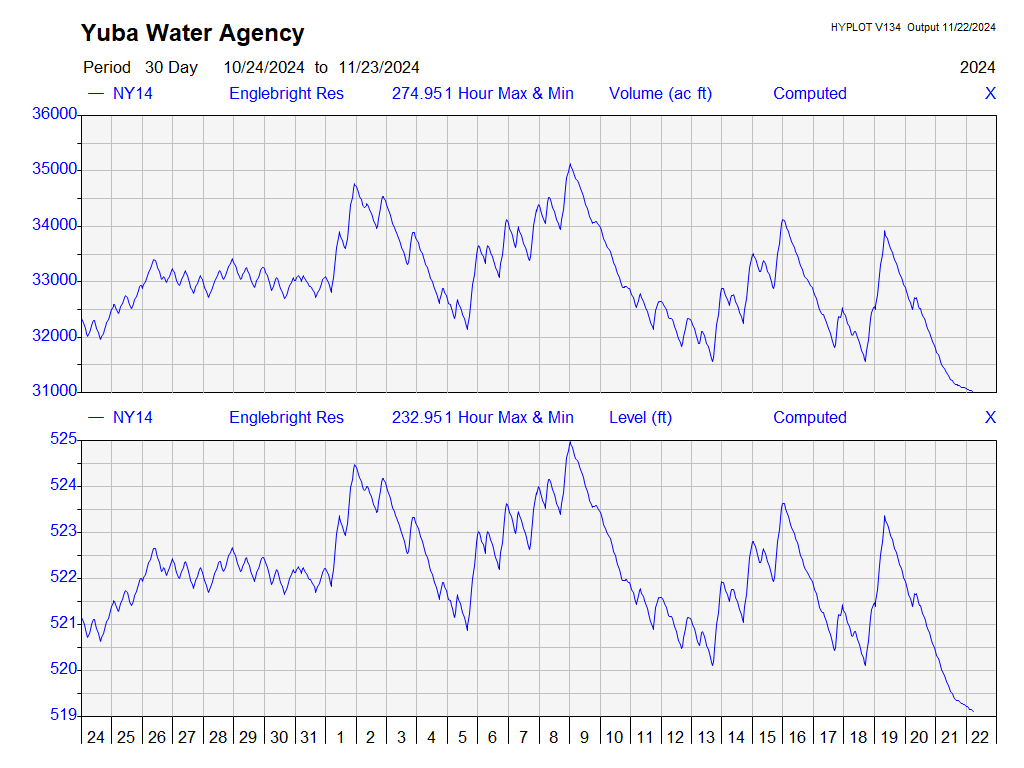 Yuba Water Agency
HYPLOT V134 Output 11/22/2024
Period 30 Day 10/24/2024 to 11/23/2024 2024
NY14 Englebright Res 274.951 Hour Max & Min Volume (ac ft) Computed X
36000
35000
34000
33000
32000
31000
NY14 Englebright Res 232.951 Hour Max & Min Level (ft) Computed X
525
524
523
522
521
520
519
24 25 26 27 28 29 30 31 1 2 3 4 5 6 7 8 9 10 11 12 13 14 15 16 17 18 19 20 21 22